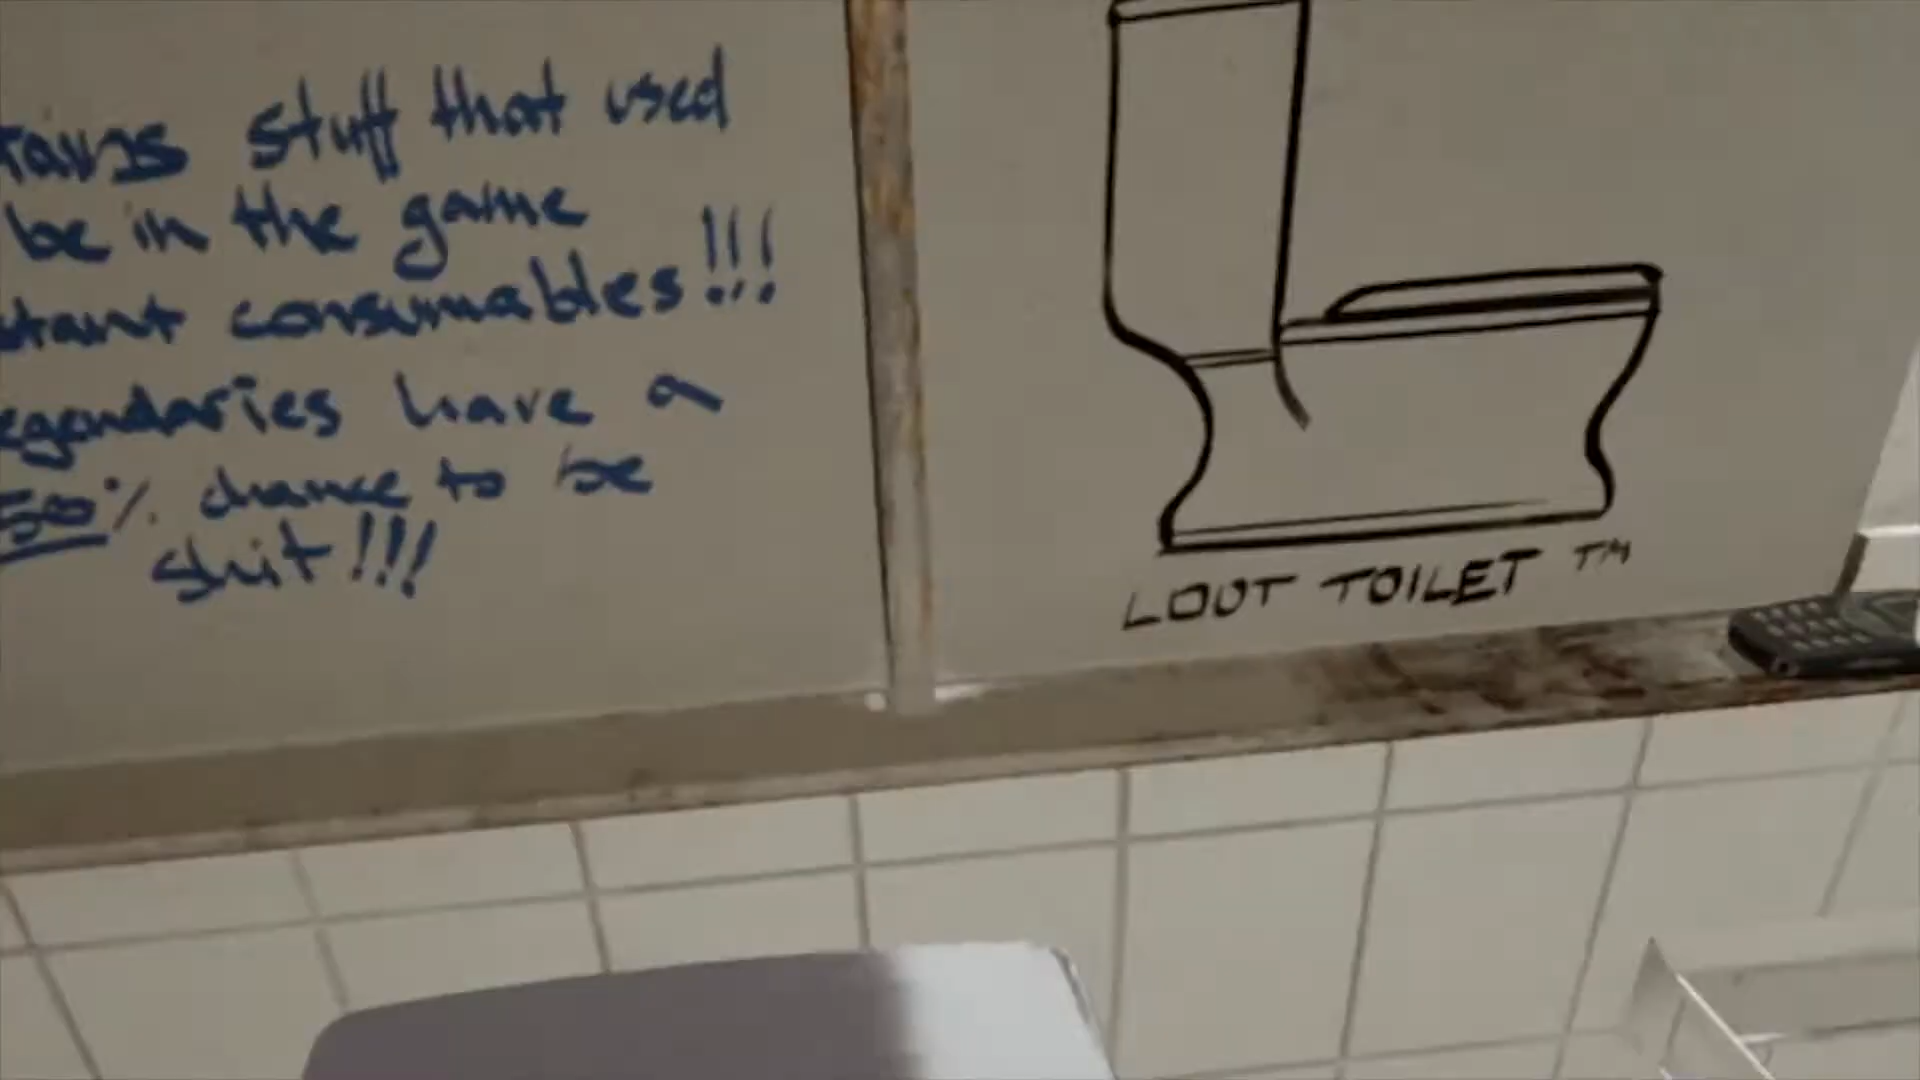 stuff that used
be in the game
consumables!!!
have a
50% chance to be
shit!!!
LOOT TOILET ™